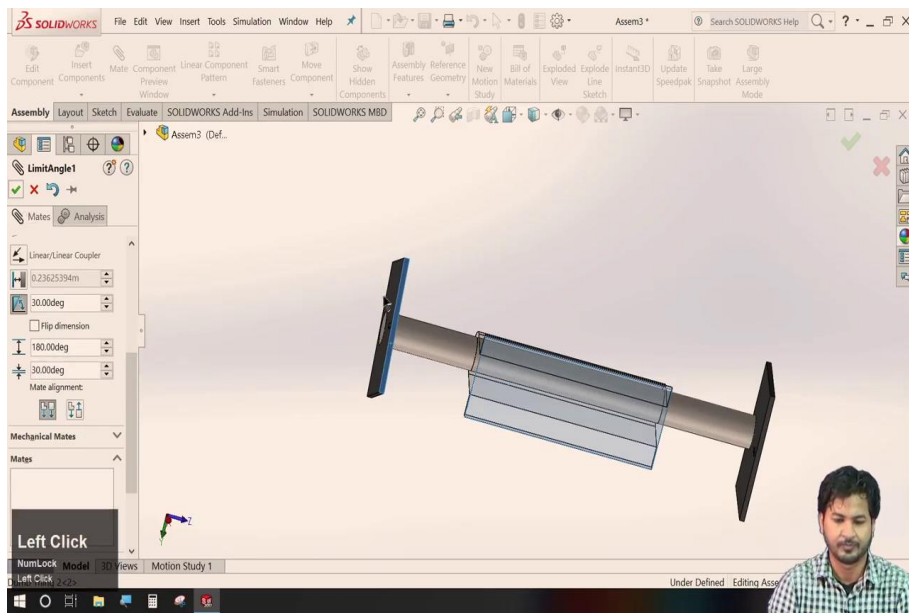 SOLIDWORKS File Edit View Insert Tools Simulation Window Help Assem3 * Search SOLIDWORKS Help
Edit Component
Insert Components
Mate
Component Preview Window
Linear Component Pattern
Smart Fasteners
Move Component
Show Hidden Components
Assembly Features
Reference Geometry
New Motion Study
Bill of Materials
Exploded View
Explode Line Sketch
Instant3D
Update Speedpak
Take Snapshot
Large Assembly Mode
Assembly Layout Sketch Evaluate SOLIDWORKS Add-Ins Simulation SOLIDWORKS MBD
Assem3 (Def...
LimitAngle1
Mates Analysis
Linear/Linear Coupler
0.23625394m
30.00deg
Flip dimension
180.00deg
30.00deg
Mate alignment:
Mechanical Mates
Mates
Left Click
NumLock
Left Click
Model 3D Views Motion Study 1
Z
Under Defined Editing Asse